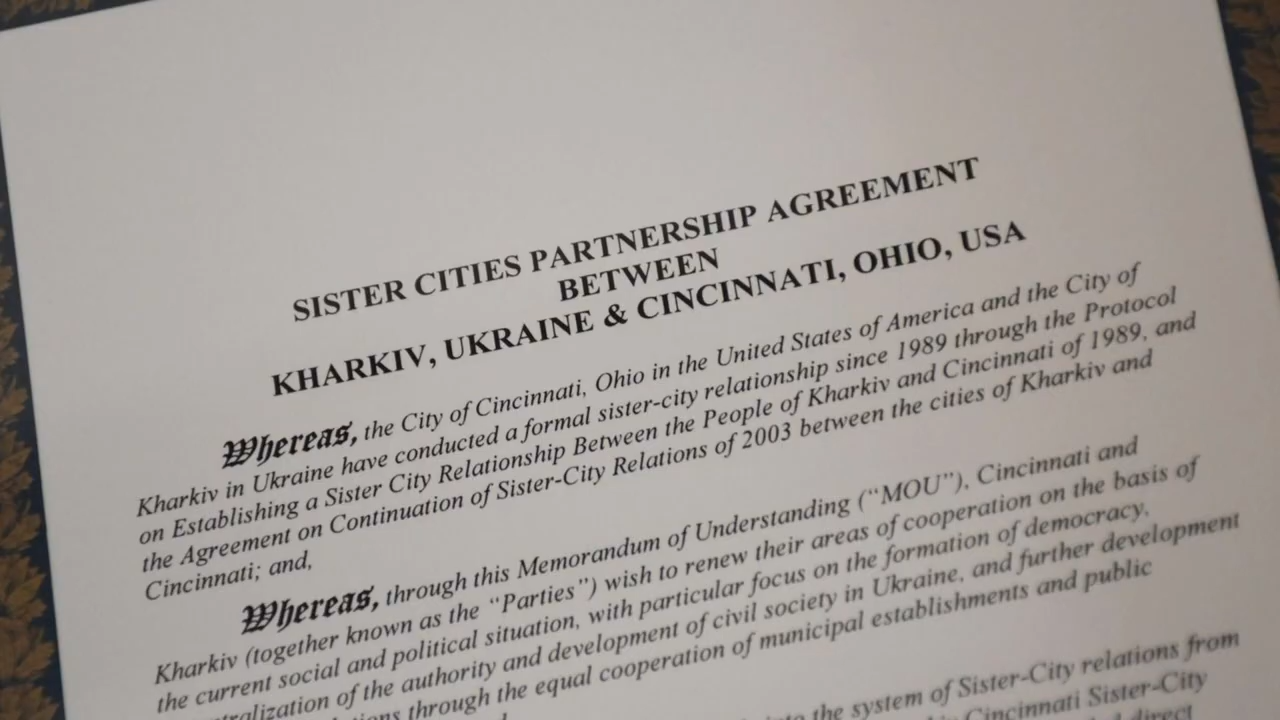 SISTER CITIES PARTNERSHIP AGREEMENT
BETWEEN
KHARKIV, UKRAINE & CINCINNATI, OHIO, USA
Whereas, the City of Cincinnati, Ohio in the United States of America and the City of
Kharkiv in Ukraine have conducted a formal sister-city relationship since 1989 through the Protocol
on Establishing a Sister City Relationship Between the People of Kharkiv and Cincinnati of 1989, and
the Agreement on Continuation of Sister-City Relations of 2003 between the cities of Kharkiv and
Cincinnati; and,
Whereas, through this Memorandum of Understanding (“MOU”), Cincinnati and
Kharkiv (together known as the “Parties”) wish to renew their areas of cooperation on the basis of
the current social and political situation, with particular focus on the formation of democracy,
of the authority and development of civil society in Ukraine, and further development
through the equal cooperation of municipal establishments and public
the system of Sister-City relations from
Cincinnati Sister-City
direct